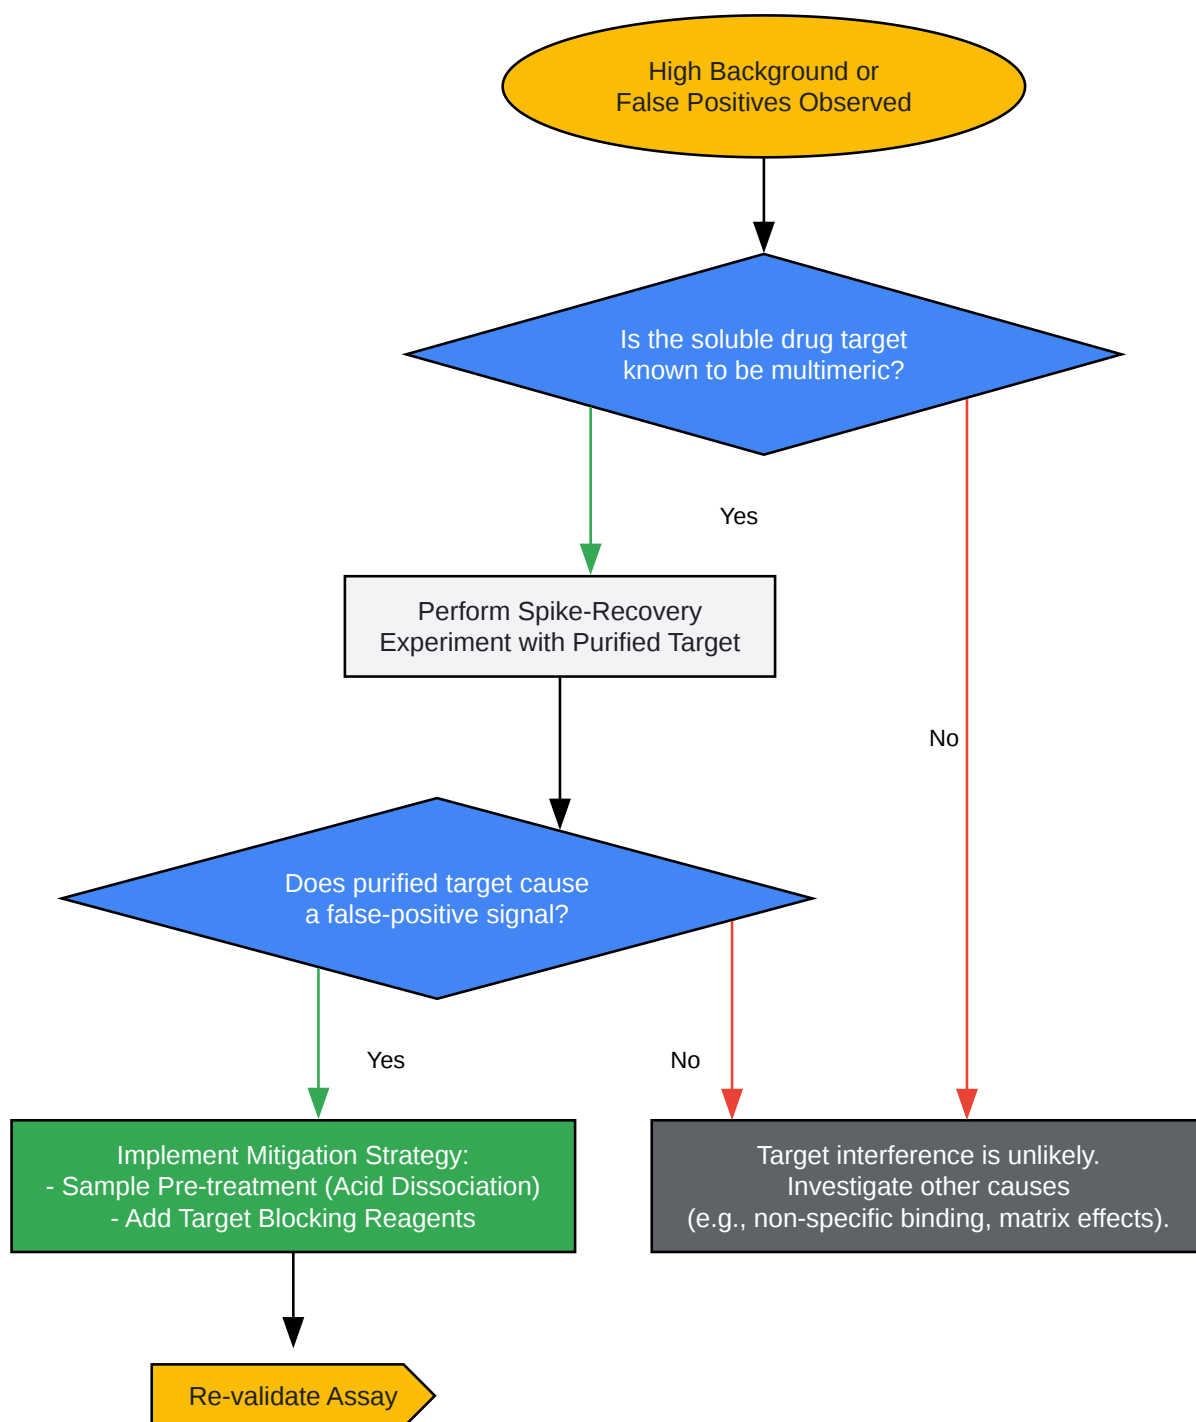 High Background or
False Positives Observed
Is the soluble drug target
known to be multimeric?
Yes
Perform Spike-Recovery
Experiment with Purified Target
No
Does purified target cause
a false-positive signal?
Yes
No
Implement Mitigation Strategy:
- Sample Pre-treatment (Acid Dissociation)
- Add Target Blocking Reagents
Target interference is unlikely.
Investigate other causes
(e.g., non-specific binding, matrix effects).
Re-validate Assay